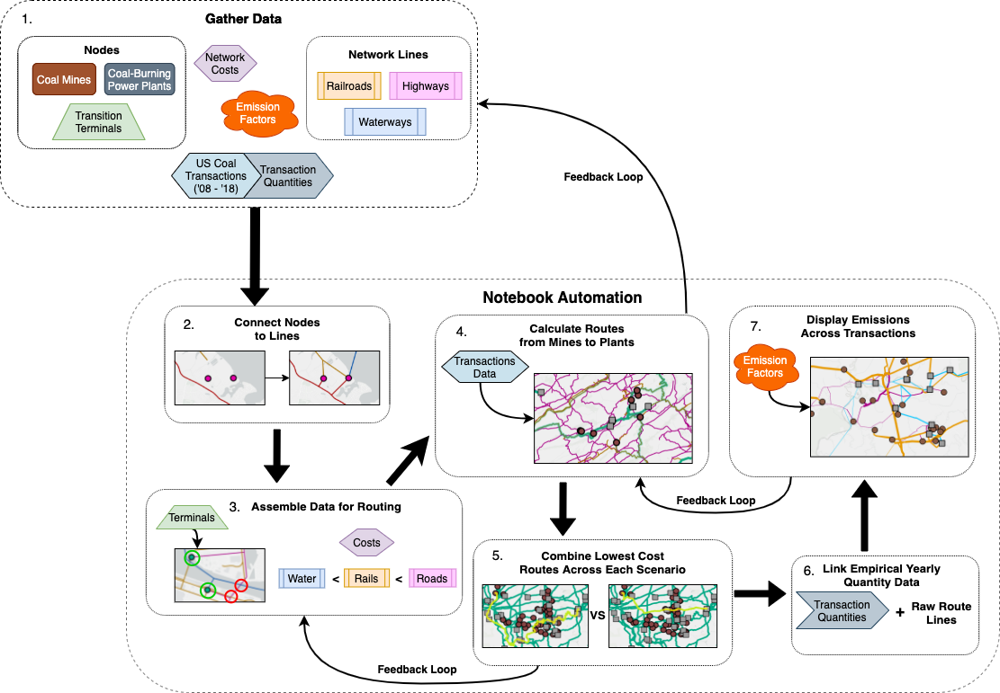 1.
Gather Data
Nodes
Coal Mines
Coal-Burning
Power Plants
Transition
Terminals
Network
Costs
Emission
Factors
Network Lines
Railroads
Highways
Waterways
US Coal
Transactions
('08 - '18)
Transaction
Quantities
Feedback Loop
Notebook Automation
2.
Connect Nodes
to Lines
3.
Assemble Data for Routing
Terminals
Costs
Water
<
Rails
<
Roads
4.
Calculate Routes
from Mines to Plants
Transactions
Data
Feedback Loop
5.
Combine Lowest Cost
Routes Across Each Scenario
VS
Feedback Loop
6.
Link Empirical Yearly
Quantity Data
Transaction
Quantities
+
Raw Route
Lines
7.
Display Emissions
Across Transactions
Emission
Factors